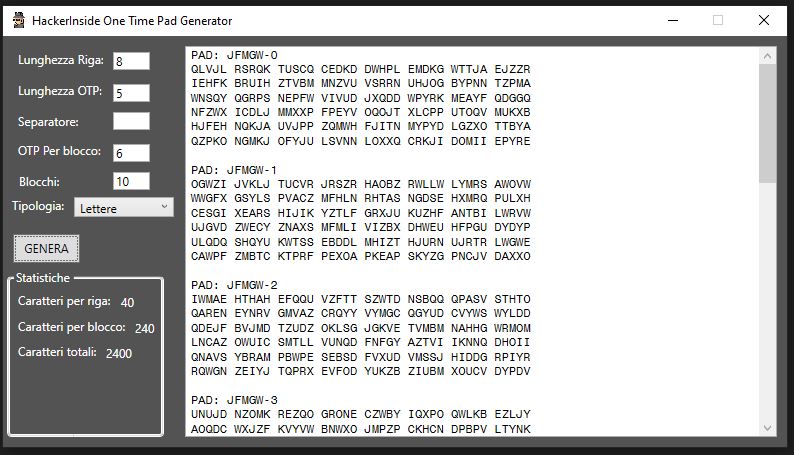 HackerInside One Time Pad Generator
Lunghezza Riga: 8
Lunghezza OTP: 5
Separatore:
OTP Per blocco: 6
Blocchi: 10
Tipologia: Lettere
GENERA
Statistiche
Caratteri per riga: 40
Caratteri per blocco: 240
Caratteri totali: 2400
PAD: JFMGW-0
QLVJL RSRQK TUSCQ CEDKD DWHPL EMDKG WTTJA EJZZR
IEHFK BRUIH ZTVBM MNZVU VSRRN UHJOG BYPNN TZPMA
WNSQY QGRPS NEPFW VIVUD JXQDD WPYRK MEAYF QDGGQ
NFZWX ICDLJ MMXXP FPEYV OQOJT XLCPP UTOQV MUKXB
HJFEH NQKJA UVJPP ZQMWH FJITN MYPYD LGZXO TTBYA
QZPKO NGMKJ OFYJU LSVNN LOXXQ CRKJI DOMII EPYRE
PAD: JFMGW-1
OGWZI JVKLJ TUCVR JRSZR HAOBZ RWLLW LYMRS AWOVW
WWGFX GSYLS PVACZ MFHLN RHTAS NGDSE HXMRQ PULXH
CESGI XEARS HIJIK YZTLF GRXJU KUZHF ANTBI LWRVW
UJGVD ZWECY ZNAXS MFMLI VIZBX DHWEU HFPGU DYDYP
ULQDQ SHQYU KWTSS EBDDL MHIZT HJURN UJRTR LWGWE
CAWPF ZMBTC KTPRF PEXOA PKEAP SKYZG PNCJV DAXXO
PAD: JFMGW-2
IWMAE HTHAH EFQQU VZFTT SZWTD NSBQQ QPASV STHTO
QAREN EYNRV GMVAZ CRQYY VYMGC QGYUD CVYWS WYLDD
QDEJF BVJMD TZUDZ OKLSG JGKVE TVMBM NAHHG WRMOM
LNCAZ OWUIC SMTLL VUNQD FNFGY AZTVI IKNNQ DHOII
QNAVS YBRAM PBWPE SEBSD FVXUD VMSSJ HIDDG RPIYR
RQWGN ZEIYJ TQPRX EVFOD YUKZB ZIUBM XOUCV DYPDV
PAD: JFMGW-3
UNUJD NZOMK REZQO GRONE CZWBY IQXPO QWLKB EZLJY
AOQDC WXJZF KVYVW BNWXO JMPZP CKHCN DPBPV LTYNK